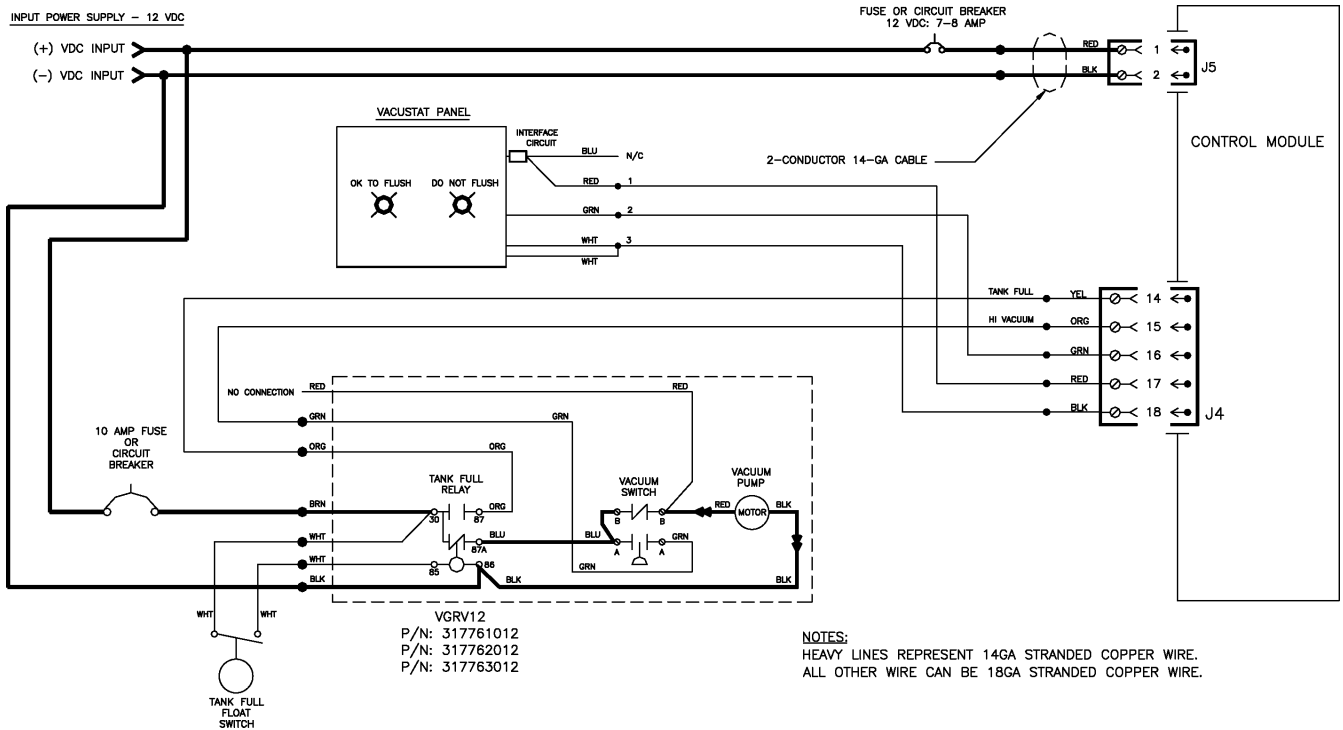 INPUT POWER SUPPLY - 12 VDC
(+) VDC INPUT
(-) VDC INPUT
FUSE OR CIRCUIT BREAKER
12 VDC: 7-8 AMP
RED
1
BLK
2
J5
CONTROL MODULE
2-CONDUCTOR 14-GA CABLE
VACUSTAT PANEL
INTERFACE
CIRCUIT
OK TO FLUSH
DO NOT FLUSH
BLU
N/C
RED
1
GRN
2
WHT
3
WHT
TANK FULL
YEL
14
HI VACUUM
ORG
15
GRN
16
RED
17
BLK
18
J4
NO CONNECTION
RED
RED
GRN
GRN
ORG
ORG
10 AMP FUSE
OR
CIRCUIT
BREAKER
TANK FULL
RELAY
VACUUM
SWITCH
VACUUM
PUMP
BRN
30
87
ORG
B
B
RED
MOTOR
BLK
WHT
87A
BLU
BLU
A
A
GRN
WHT
85
86
GRN
BLK
BLK
BLK
WHT
WHT
TANK FULL
FLOAT
SWITCH
VGRV12
P/N: 317761012
P/N: 317762012
P/N: 317763012
NOTES:
HEAVY LINES REPRESENT 14GA STRANDED COPPER WIRE.
ALL OTHER WIRE CAN BE 18GA STRANDED COPPER WIRE.